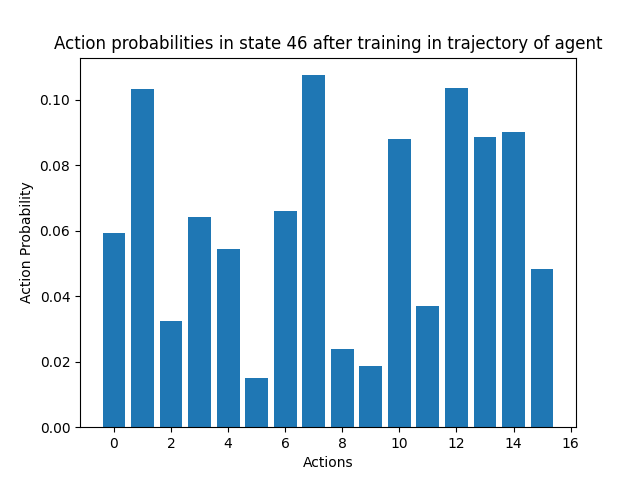 Action probabilities in state 46 after training in trajectory of agent
0.10
0.08
0.06
0.04
0.02
0.00
Action Probability
0 2 4 6 8 10 12 14 16
Actions